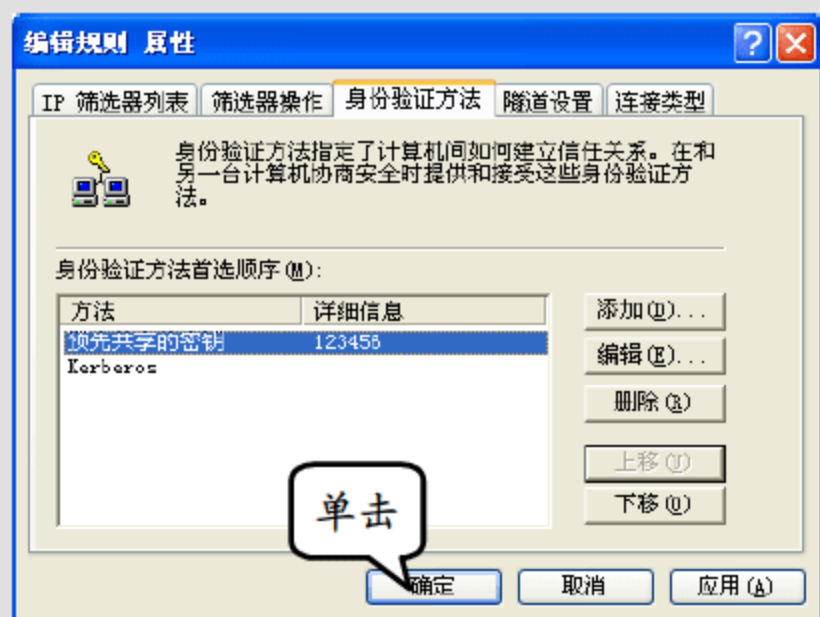 编辑规则 属性
IP 筛选器列表 筛选器操作 身份验证方法 隧道设置 连接类型
身份验证方法指定了计算机间如何建立信任关系。在和
另一台计算机协商安全时提供和接受这些身份验证方
法。
身份验证方法首选顺序(M):
方法 详细信息
预先共享的密钥 123456
Kerberos
添加(D)...
编辑(E)...
删除(R)
上移(U)
下移(O)
单击
确定 取消 应用(A)